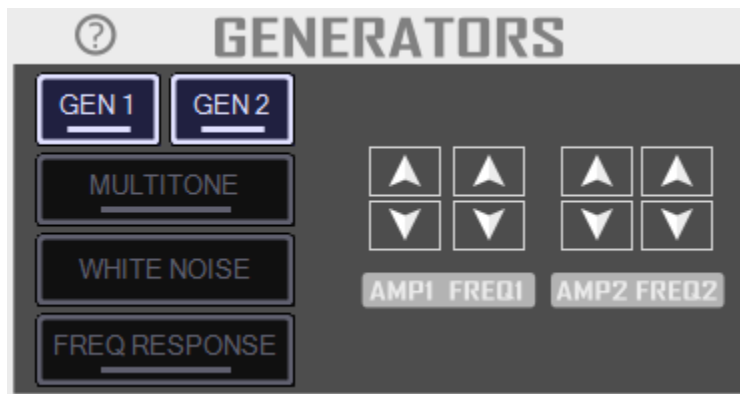 ? GENERATORS
GEN 1 GEN 2
MULTITONE
WHITE NOISE
AMP1 FREQ1 AMP2 FREQ2
FREQ RESPONSE